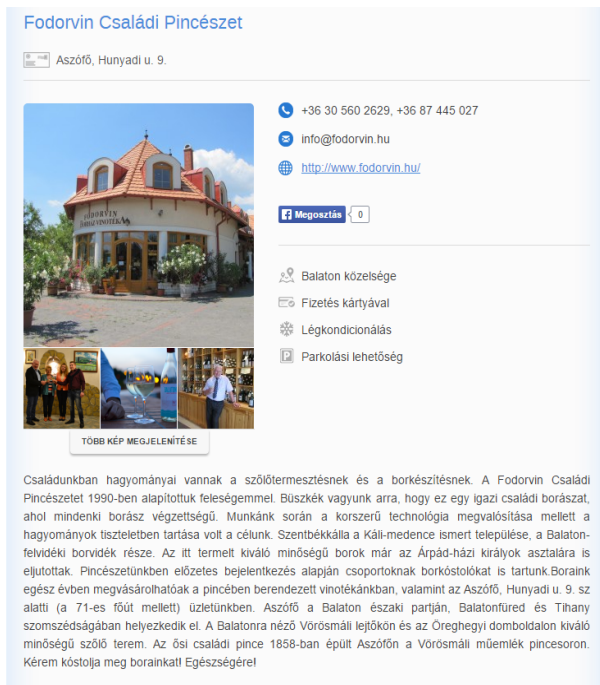 Fodorvin Családi Pincészet
Aszófő, Hunyadi u. 9.
+36 30 560 2629, +36 87 445 027
info@fodorvin.hu
http://www.fodorvin.hu/
Megosztás 0
FODORVIN
BORHÁZ VINOTÉKA
Balaton közelsége
Fizetés kártyával
Légkondicionálás
Parkolási lehetőség
TÖBB KÉP MEGJELENÍTÉSE
Családunkban hagyományai vannak a szőlőtermesztésnek és a borkészítésnek. A Fodorvin Családi
Pincészetet 1990-ben alapítottuk feleségemmel. Büszkék vagyunk arra, hogy ez egy igazi családi borászat,
ahol mindenki borász végzettségű. Munkánk során a korszerű technológia megvalósítása mellett a
hagyományok tiszteletben tartása volt a célunk. Szentbékkálla a Káli-medence ismert települése, a Balaton-
felvidéki borvidék része. Az itt termelt kiváló minőségű borok már az Árpád-házi királyok asztalára is
eljutottak. Pincészetünkben előzetes bejelentkezés alapján csoportoknak borkóstolókat is tartunk.Boraink
egész évben megvásárolhatóak a pincében berendezett vinotékánkban, valamint az Aszófő, Hunyadi u. 9. sz
alatti (a 71-es főút mellett) üzletünkben. Aszófő a Balaton északi partján, Balatonfüred és Tihany
szomszédságában helyezkedik el. A Balatonra néző Vörösmáli lejtőkön és az Öreghegyi domboldalon kiváló
minőségű szőlő terem. Az ősi családi pince 1858-ban épült Aszófőn a Vörösmáli műemlék pincesoron.
Kérem kóstolja meg borainkat! Egészségére!